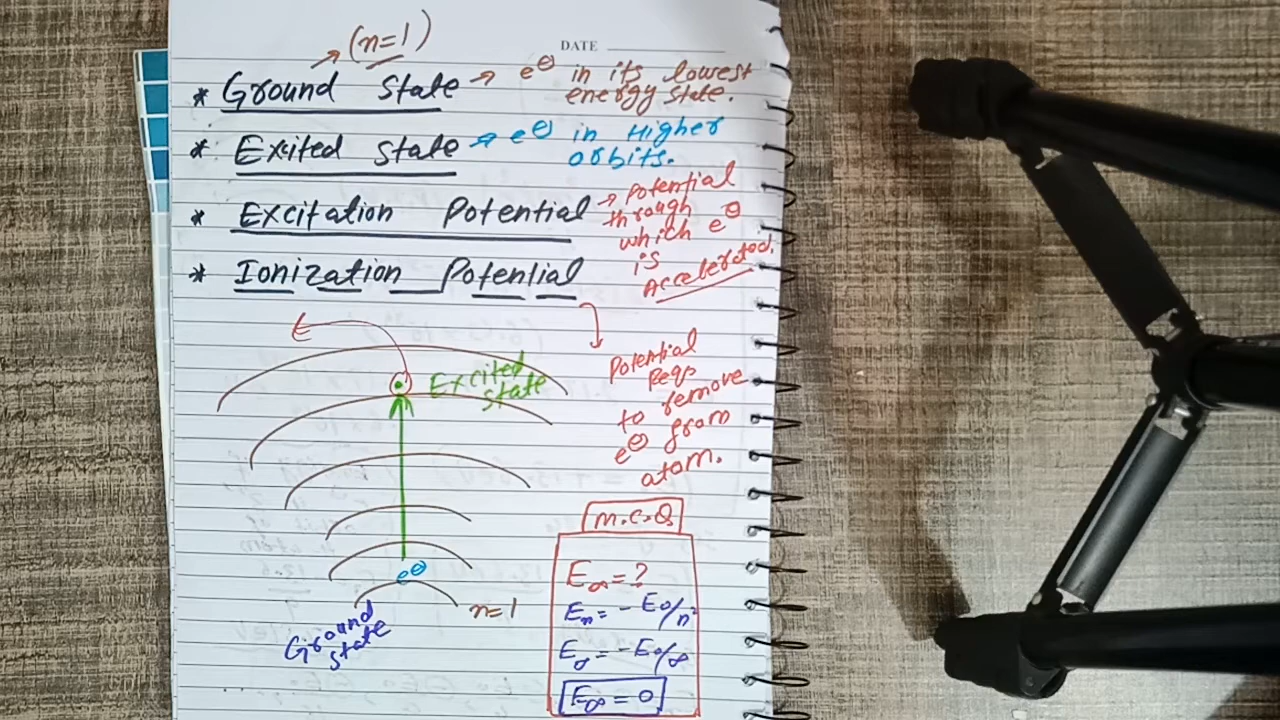 (n=1)
DATE
* Ground State → e⊖ in its lowest
energy state.
* Excited state → e⊖ in Higher
orbits.
* Excitation Potential → Potential
through
which e⊖
is
Accelerated.
* Ionization Potential
Potential
Reqs
to remove
e⊖ from
atom.
Excited
state
e⊖
n=1
Ground
state
M.C.Q
E∞ = ?
En = -E0/n²
E∞ = -E0/∞
E∞ = 0